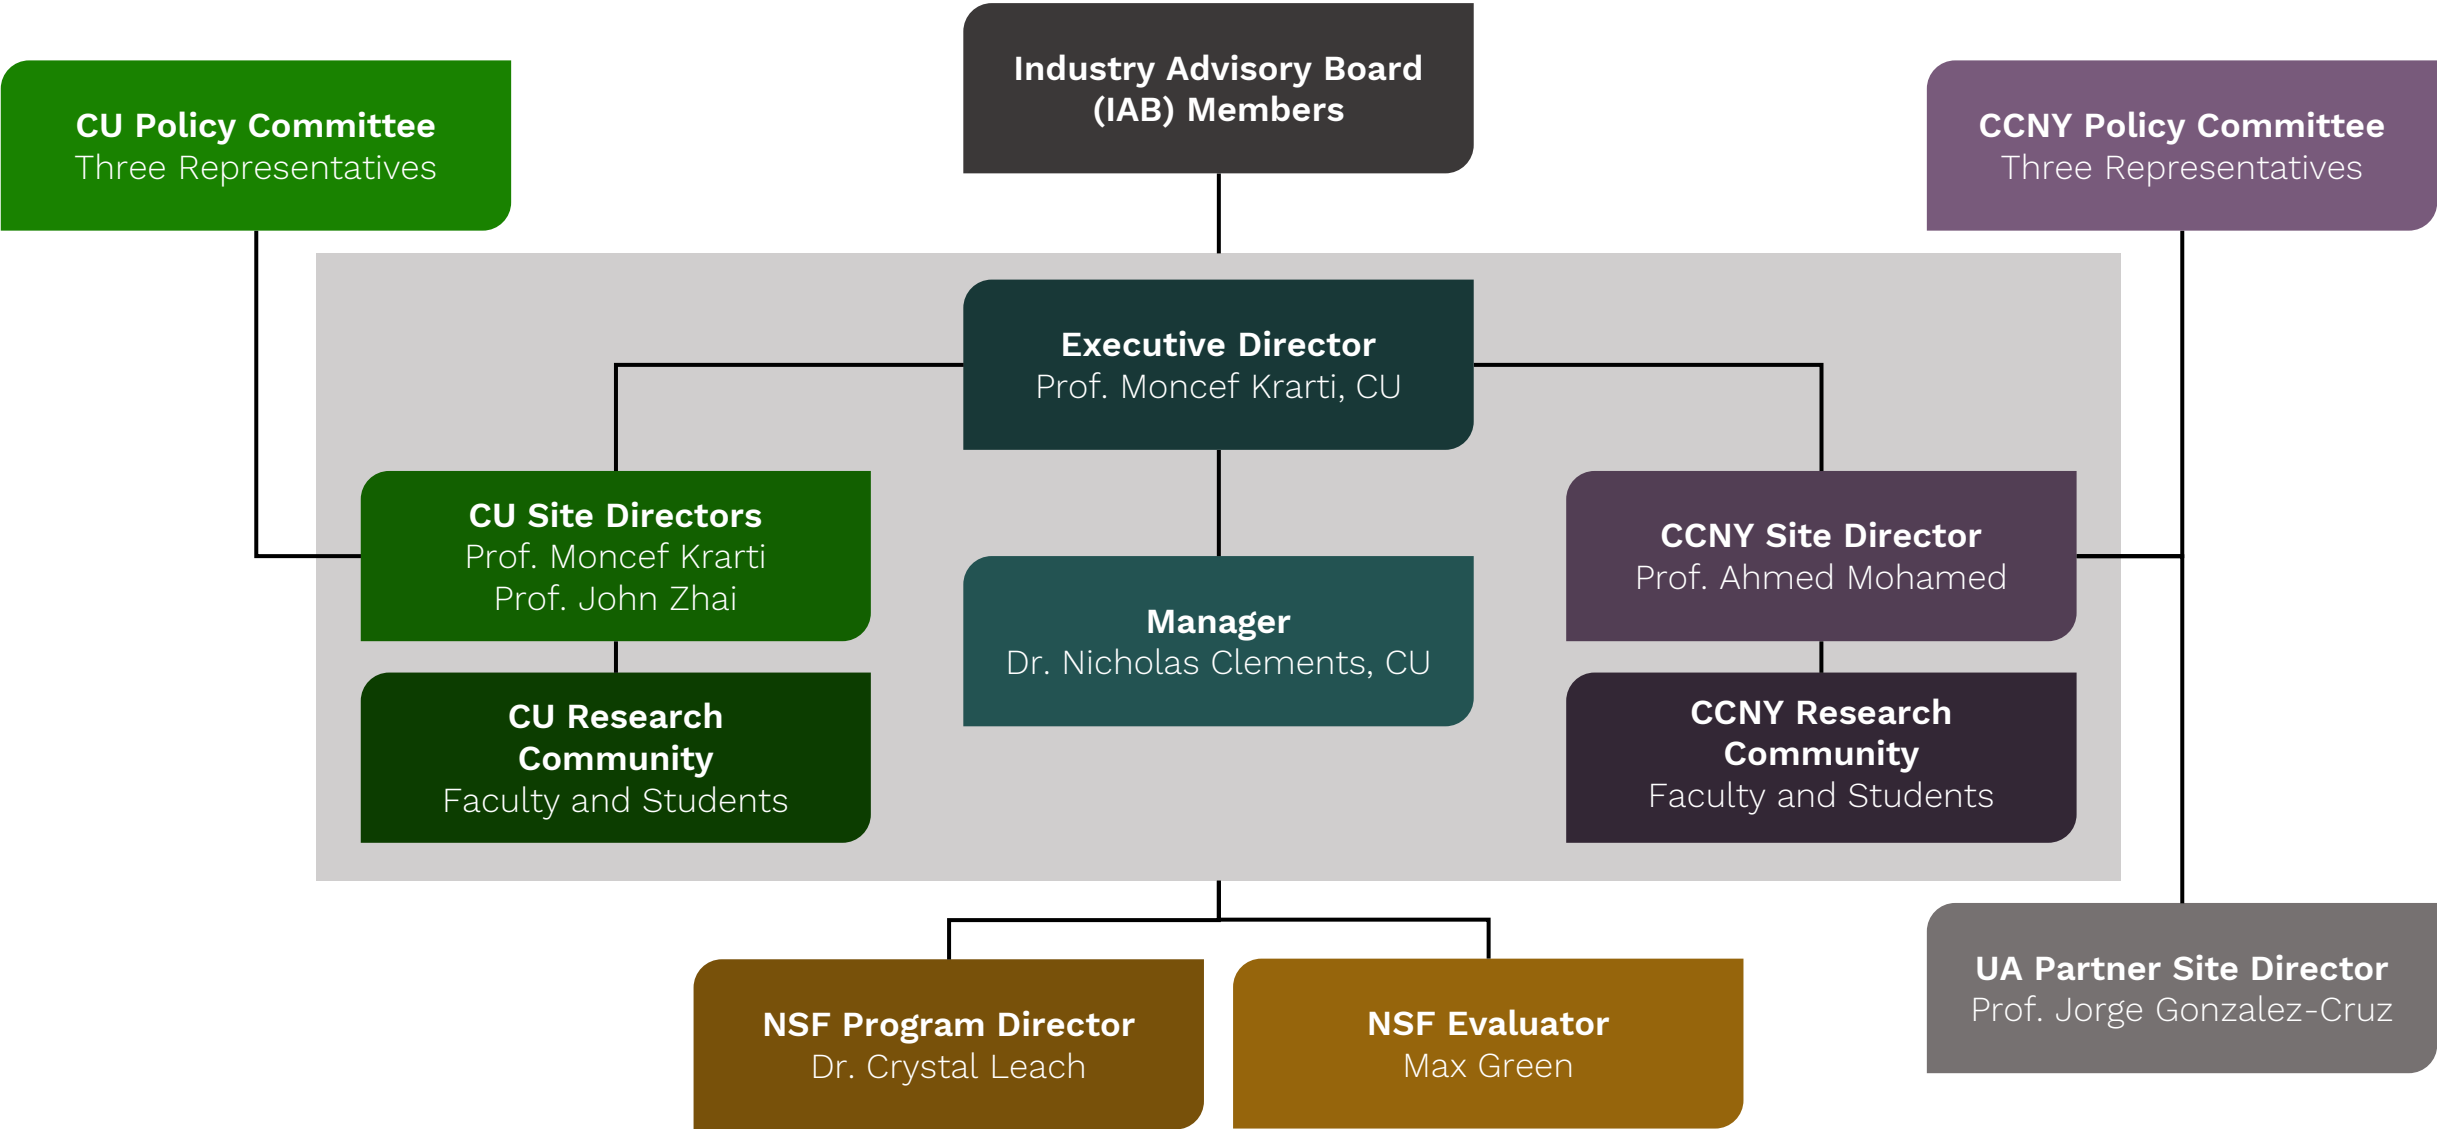 Industry Advisory Board
(IAB) Members
CU Policy Committee
Three Representatives
CCNY Policy Committee
Three Representatives
Executive Director
Prof. Moncef Krarti, CU
CU Site Directors
Prof. Moncef Krarti
Prof. John Zhai
Manager
Dr. Nicholas Clements, CU
CCNY Site Director
Prof. Ahmed Mohamed
CU Research
Community
Faculty and Students
CCNY Research
Community
Faculty and Students
NSF Program Director
Dr. Crystal Leach
NSF Evaluator
Max Green
UA Partner Site Director
Prof. Jorge Gonzalez-Cruz